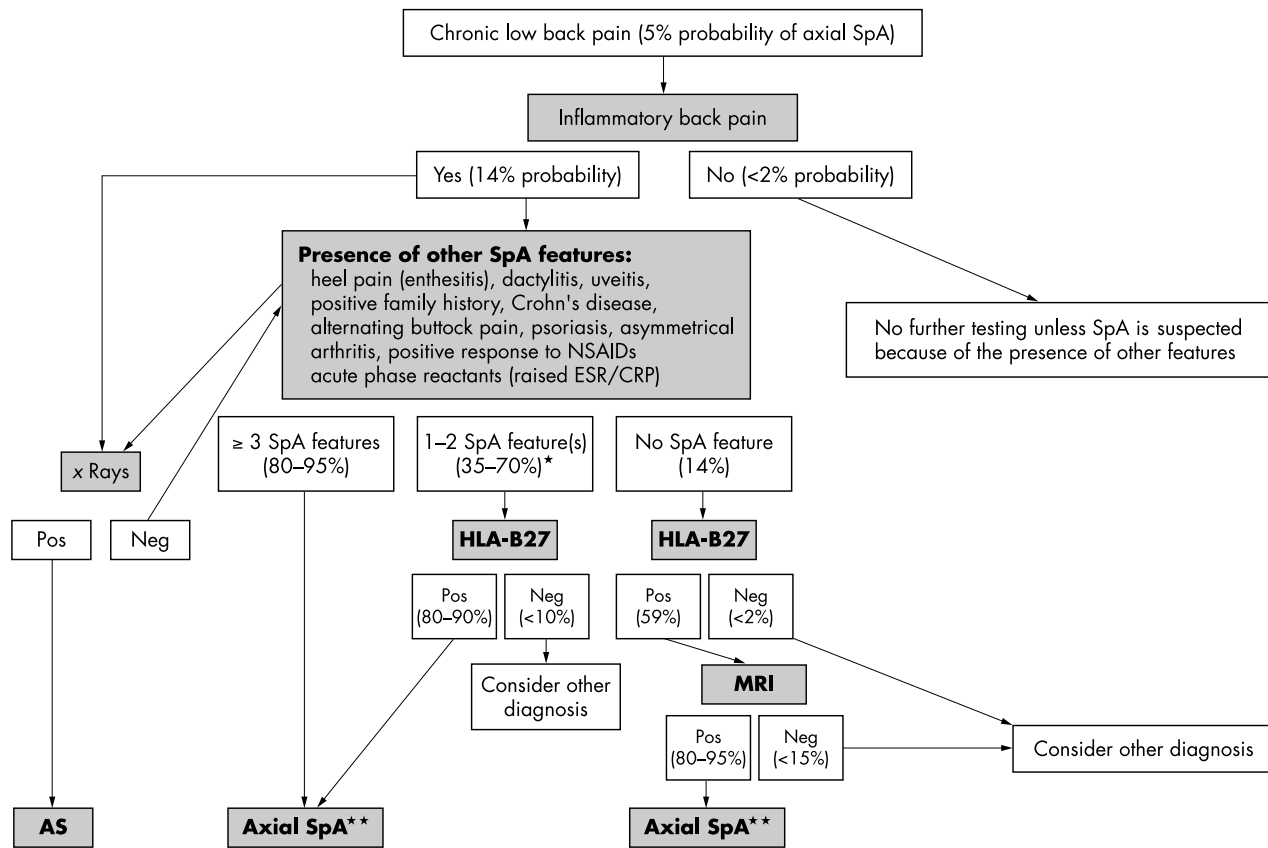 Chronic low back pain (5% probability of axial SpA)
Inflammatory back pain
Yes (14% probability)
No (<2% probability)
Presence of other SpA features:
heel pain (enthesitis), dactylitis, uveitis,
positive family history, Crohn's disease,
alternating buttock pain, psoriasis, asymmetrical
arthritis, positive response to NSAIDs
acute phase reactants (raised ESR/CRP)
No further testing unless SpA is suspected
because of the presence of other features
x Rays
≥ 3 SpA features
(80–95%)
1–2 SpA feature(s)
(35–70%)★
No SpA feature
(14%)
Pos
Neg
HLA-B27
HLA-B27
Pos
(80–90%)
Neg
(<10%)
Pos
(59%)
Neg
(<2%)
Consider other
diagnosis
MRI
Pos
(80–95%)
Neg
(<15%)
Consider other diagnosis
AS
Axial SpA★★
Axial SpA★★